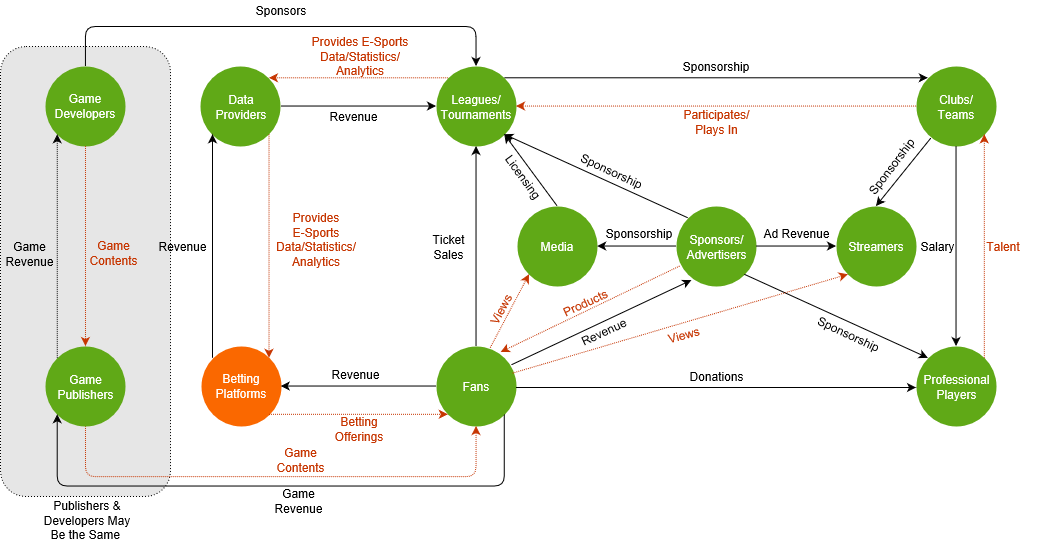 Sponsors
Provides E-Sports
Data/Statistics/
Analytics
Sponsorship
Game
Developers
Data
Providers
Revenue
Leagues/
Tournaments
Participates/
Plays In
Clubs/
Teams
Licensing
Sponsorship
Sponsorship
Game
Revenue
Game
Contents
Revenue
Provides
E-Sports
Data/Statistics/
Analytics
Ticket
Sales
Media
Sponsorship
Sponsors/
Advertisers
Ad Revenue
Streamers
Salary
Talent
Views
Products
Revenue
Views
Sponsorship
Game
Publishers
Betting
Platforms
Revenue
Fans
Donations
Professional
Players
Betting
Offerings
Game
Contents
Game
Revenue
Publishers &
Developers May
Be the Same